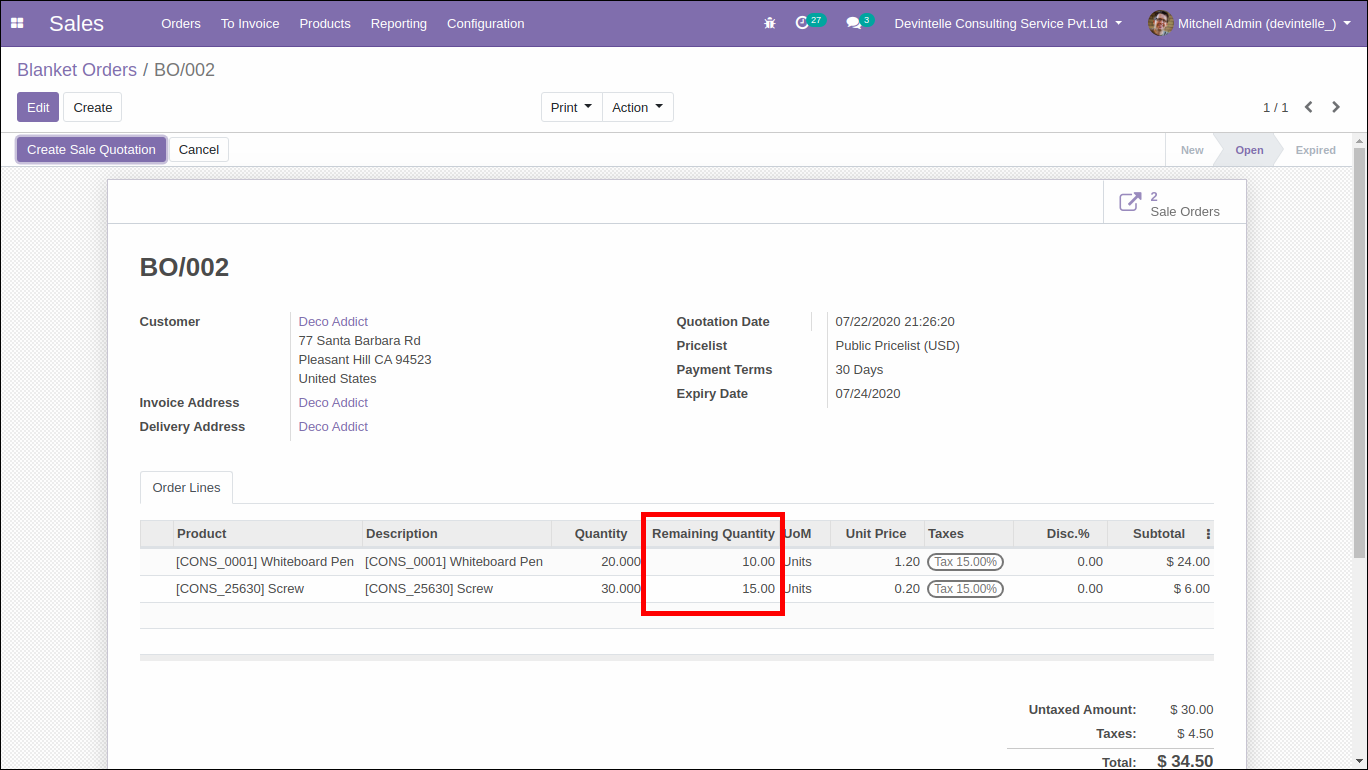 Sales Orders To Invoice Products Reporting Configuration 27 3 Devintelle Consulting Service Pvt.Ltd Mitchell Admin (devintelle_)
Blanket Orders / BO/002
Edit Create Print Action 1 / 1
Create Sale Quotation Cancel New Open Expired
2
Sale Orders
BO/002
Customer Deco Addict Quotation Date 07/22/2020 21:26:20
77 Santa Barbara Rd Pricelist Public Pricelist (USD)
Pleasant Hill CA 94523 Payment Terms 30 Days
United States Expiry Date 07/24/2020
Invoice Address Deco Addict
Delivery Address Deco Addict
Order Lines
Product Description Quantity Remaining Quantity UoM Unit Price Taxes Disc.% Subtotal
[CONS_0001] Whiteboard Pen [CONS_0001] Whiteboard Pen 20.000 10.00 Units 1.20 Tax 15.00% 0.00 $ 24.00
[CONS_25630] Screw [CONS_25630] Screw 30.000 15.00 Units 0.20 Tax 15.00% 0.00 $ 6.00
Untaxed Amount: $ 30.00
Taxes: $ 4.50
Total: $ 34.50